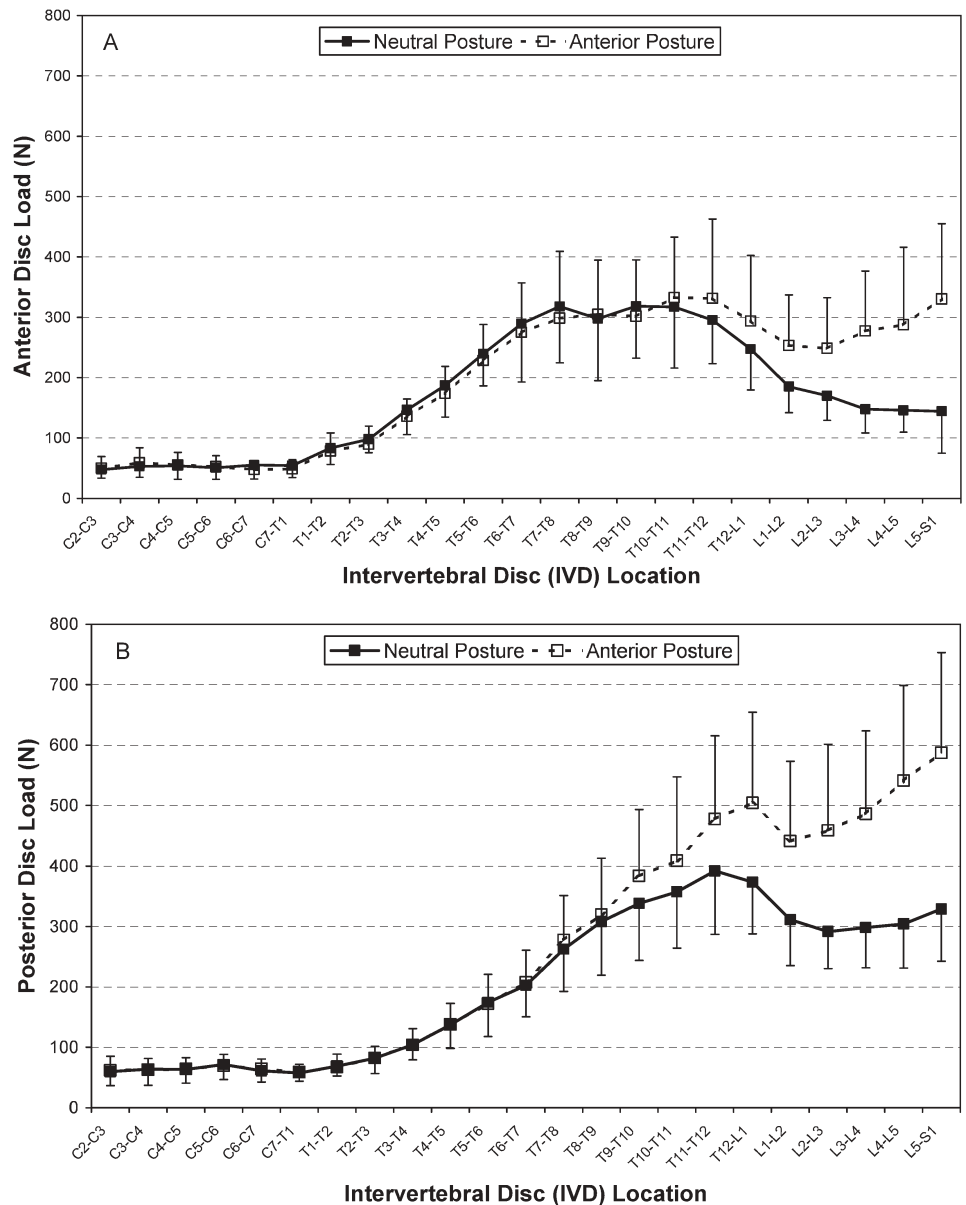 A
Neutral Posture
Anterior Posture
Anterior Disc Load (N)
800
700
600
500
400
300
200
100
0
C2-C3
C3-C4
C4-C5
C5-C6
C6-C7
C7-T1
T1-T2
T2-T3
T3-T4
T4-T5
T5-T6
T6-T7
T7-T8
T8-T9
T9-T10
T10-T11
T11-T12
T12-L1
L1-L2
L2-L3
L3-L4
L4-L5
L5-S1
Intervertebral Disc (IVD) Location
B
Neutral Posture
Anterior Posture
Posterior Disc Load (N)
800
700
600
500
400
300
200
100
0
C2-C3
C3-C4
C4-C5
C5-C6
C6-C7
C7-T1
T1-T2
T2-T3
T3-T4
T4-T5
T5-T6
T6-T7
T7-T8
T8-T9
T9-T10
T10-T11
T11-T12
T12-L1
L1-L2
L2-L3
L3-L4
L4-L5
L5-S1
Intervertebral Disc (IVD) Location